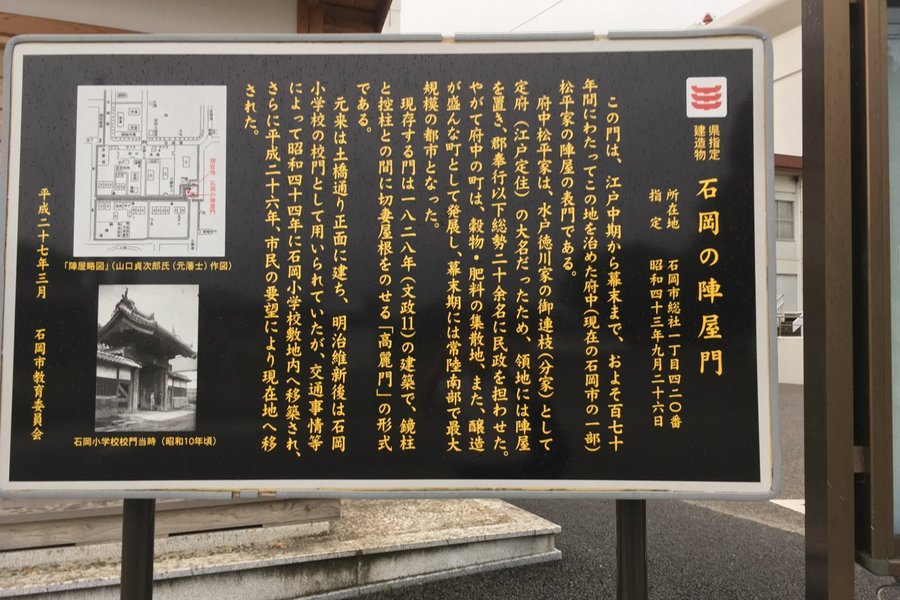 県指定
建造物
石岡の陣屋門
所在地 石岡市総社一丁目四二〇番
指定 昭和四十三年九月二十六日
この門は、江戸中期から幕末まで、およそ百七十
年間にわたってこの地を治めた府中(現在の石岡市の一部)
松平家の陣屋の表門である。
府中松平家は、水戸徳川家の御連枝(分家)として
定府(江戸定住)の大名だったため、領地には陣屋
を置き、郡奉行以下総勢二十余名に民政を担わせた。
やがて府中の町は、穀物・肥料の集散地、また、醸造
が盛んな町として発展し、幕末期には常陸南部で最大
規模の都市となった。
現存する門は一八二八年(文政11)の建築で、鏡柱
と控柱との間に切妻屋根をのせる「高麗門」の形式
である。
元来は土橋通り正面に建ち、明治維新後は石岡
小学校の校門として用いられていたが、交通事情等
によって昭和四十四年に石岡小学校敷地内へ移築され、
さらに平成二十六年、市民の要望により現在地へ移
された。
「陣屋略図」(山口貞次郎氏(元藩士)作図)
石岡小学校校門当時(昭和10年頃)
平成二十七年三月 石岡市教育委員会